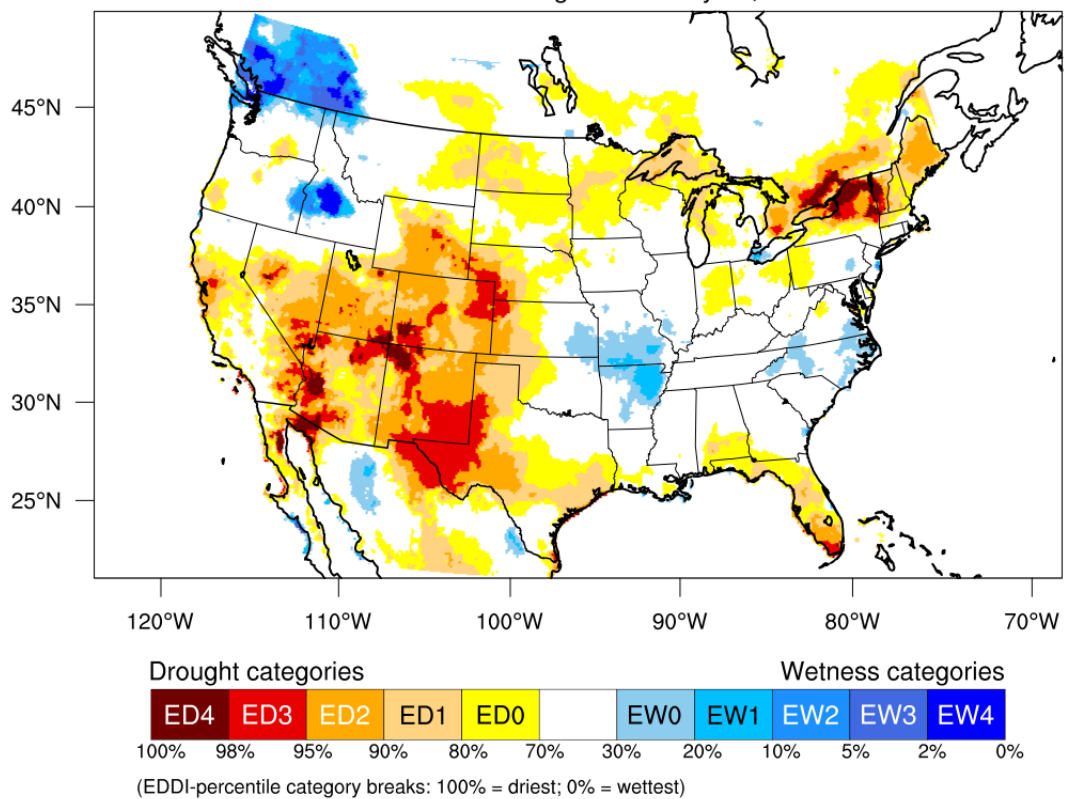 45°N
40°N
35°N
30°N
25°N
120°W 110°W 100°W 90°W 80°W 70°W
Drought categories Wetness categories
ED4 ED3 ED2 ED1 ED0 EW0 EW1 EW2 EW3 EW4
100% 98% 95% 90% 80% 70% 30% 20% 10% 5% 2% 0%
(EDDI-percentile category breaks: 100% = driest; 0% = wettest)